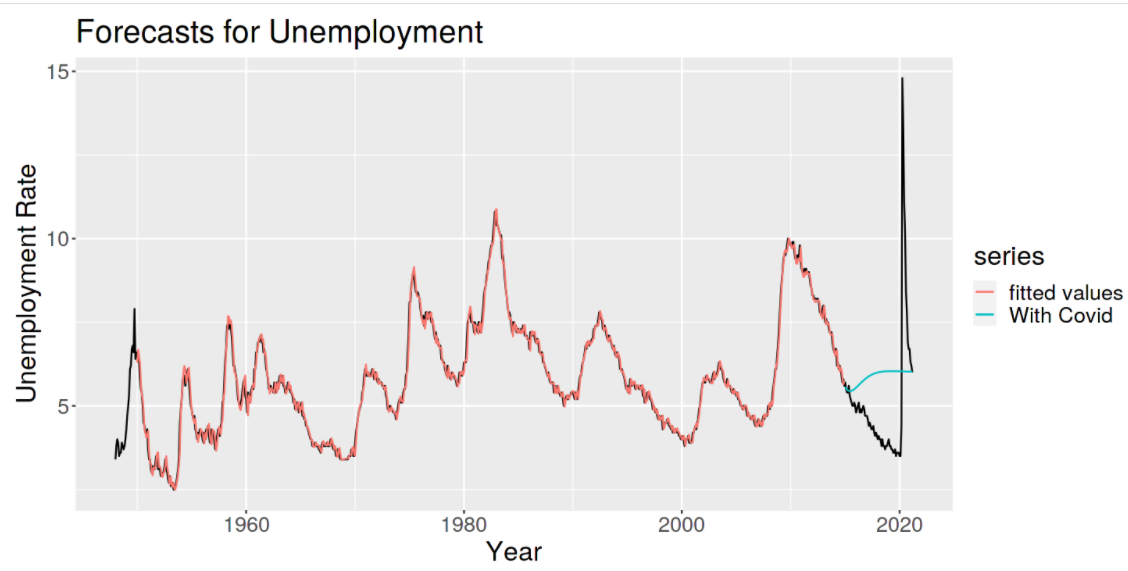 Forecasts for Unemployment
15
10
5
Unemployment Rate
1960
1980
2000
2020
Year
series
fitted values
With Covid